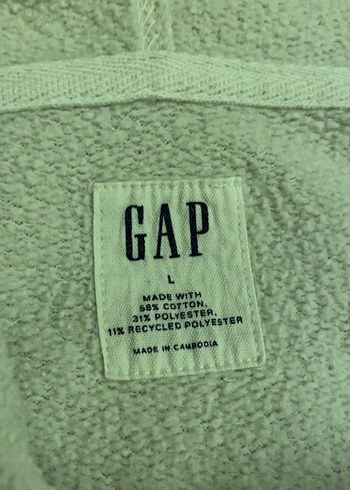 GAP
L
MADE WITH
58% COTTON,
31% POLYESTER,
11% RECYCLED POLYESTER
MADE IN CAMBODIA